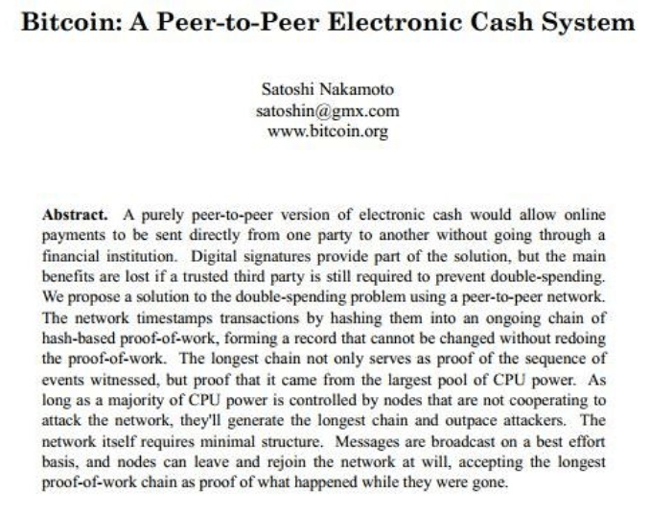 Bitcoin: A Peer-to-Peer Electronic Cash System
Satoshi Nakamoto
satoshin@gmx.com
www.bitcoin.org
Abstract. A purely peer-to-peer version of electronic cash would allow online
payments to be sent directly from one party to another without going through a
financial institution. Digital signatures provide part of the solution, but the main
benefits are lost if a trusted third party is still required to prevent double-spending.
We propose a solution to the double-spending problem using a peer-to-peer network.
The network timestamps transactions by hashing them into an ongoing chain of
hash-based proof-of-work, forming a record that cannot be changed without redoing
the proof-of-work. The longest chain not only serves as proof of the sequence of
events witnessed, but proof that it came from the largest pool of CPU power. As
long as a majority of CPU power is controlled by nodes that are not cooperating to
attack the network, they'll generate the longest chain and outpace attackers. The
network itself requires minimal structure. Messages are broadcast on a best effort
basis, and nodes can leave and rejoin the network at will, accepting the longest
proof-of-work chain as proof of what happened while they were gone.